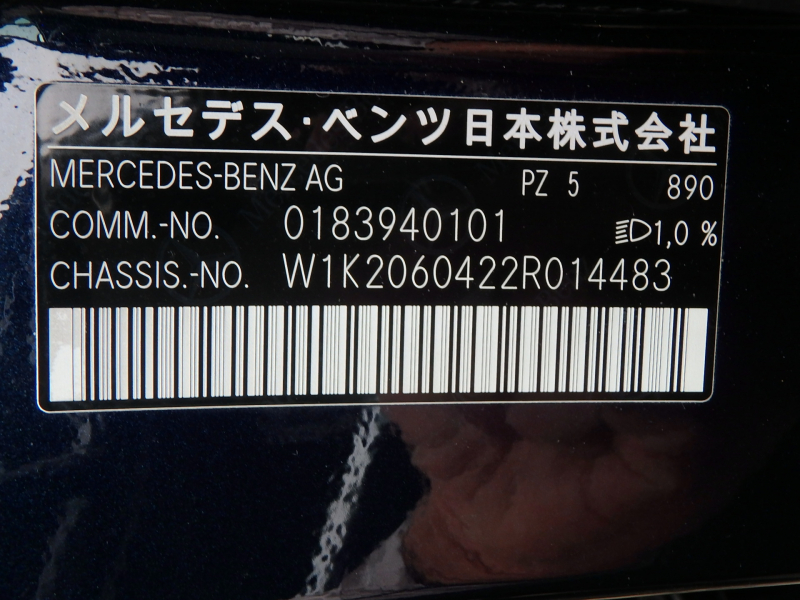 メルセデス・ベンツ日本株式会社
MERCEDES-BENZ AG PZ 5 890
COMM.-NO. 0183940101 1,0 %
CHASSIS.-NO. W1K2060422R014483